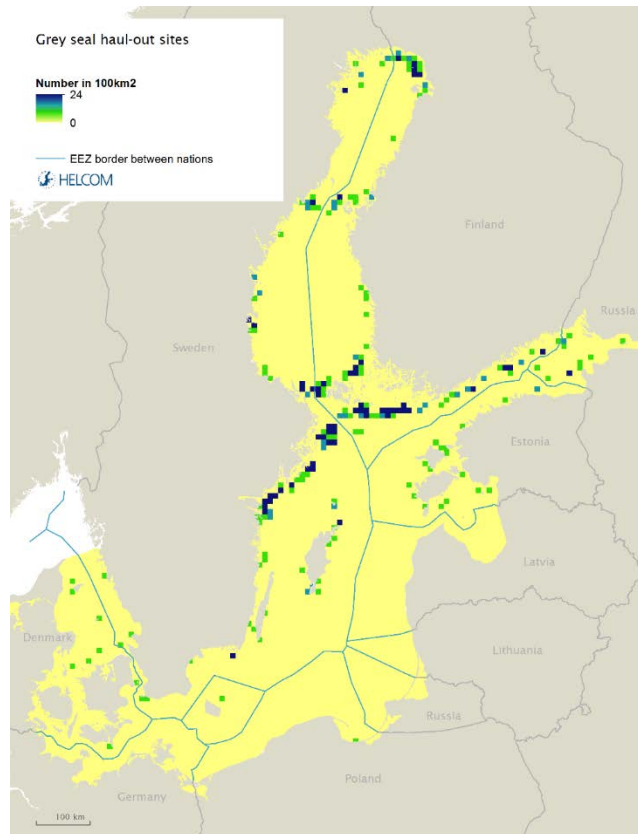 Grey seal haul-out sites
Number in 100km2
24
0
EEZ border between nations
HELCOM
Finland
Russia
Sweden
Estonia
Latvia
Denmark
Lithuania
Russia
Poland
Germany
100 km